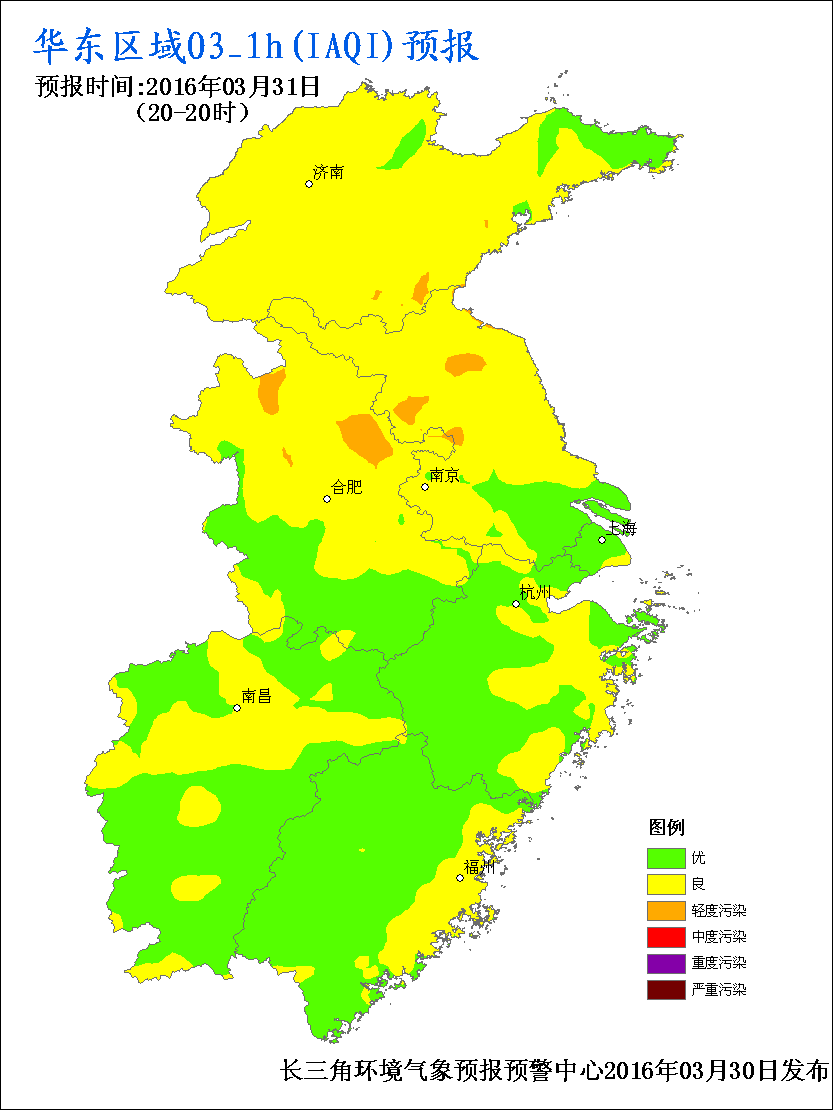 华东区域O3_1h(IAQI)预报
预报时间:2016年03月31日
(20-20时)
济南
南京
合肥
上海
杭州
南昌
福州
图例
优
良
轻度污染
中度污染
重度污染
严重污染
长三角环境气象预报预警中心2016年03月30日发布